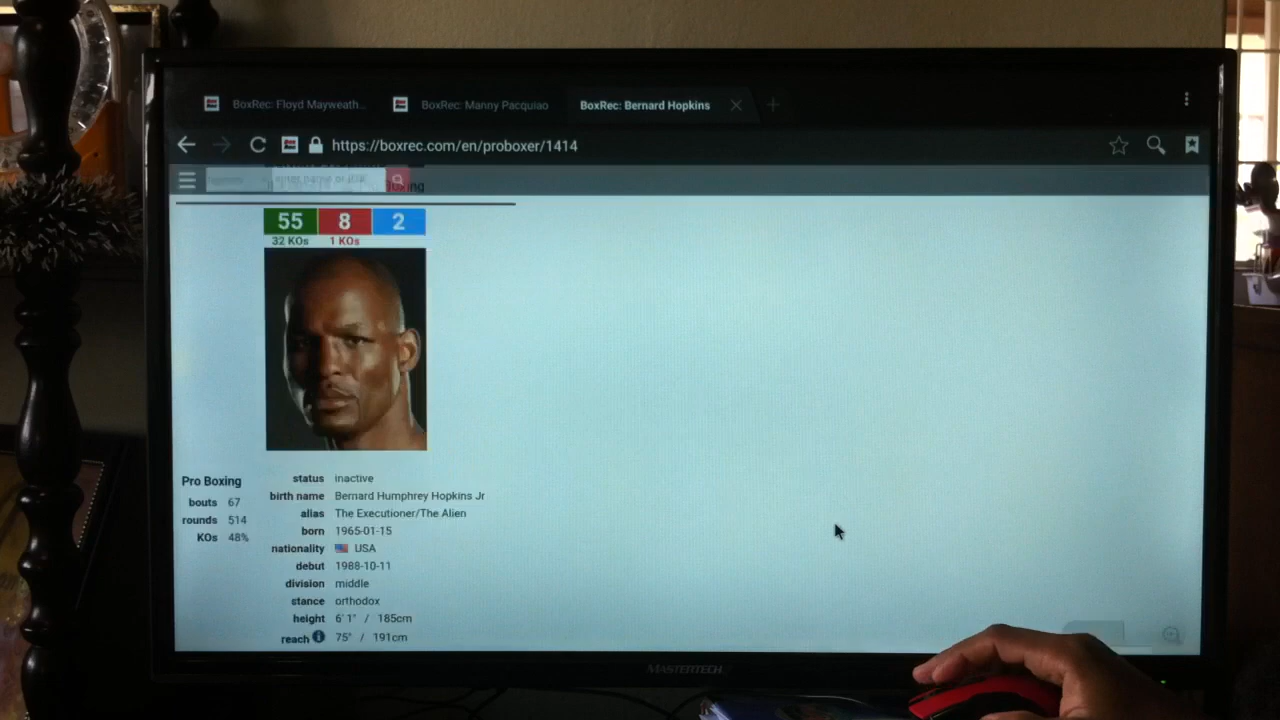 BoxRec: Floyd Mayweath... BoxRec: Manny Pacquiao BoxRec: Bernard Hopkins
https://boxrec.com/en/proboxer/1414
55 8 2
32 KOs 1 KOs
Pro Boxing
bouts 67
rounds 514
KOs 48%
status inactive
birth name Bernard Humphrey Hopkins Jr
alias The Executioner/The Alien
born 1965-01-15
nationality USA
debut 1988-10-11
division middle
stance orthodox
height 6' 1" / 185cm
reach 75" / 191cm
MASTERTECH